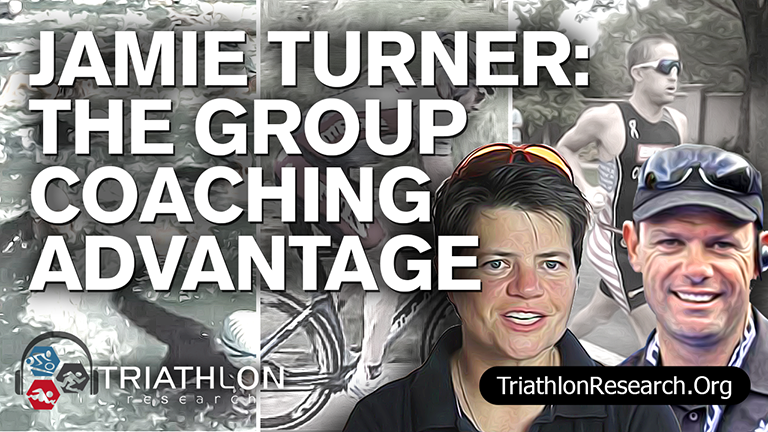 JAMIE TURNER:
THE GROUP
COACHING
ADVANTAGE
TRIATHLON
research
TriathlonResearch.Org